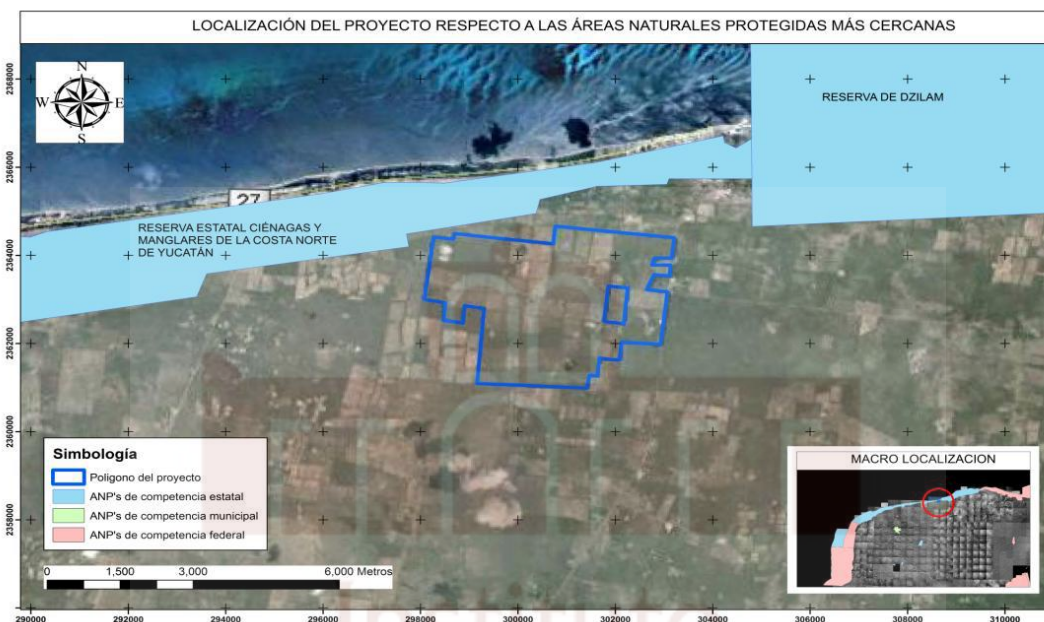 LOCALIZACIÓN DEL PROYECTO RESPECTO A LAS ÁREAS NATURALES PROTEGIDAS MÁS CERCANAS
N
W
E
S
RESERVA DE DZILAM
27
RESERVA ESTATAL CIÉNAGAS Y
MANGLARES DE LA COSTA NORTE
DE YUCATÁN
2368000
2366000
2364000
2362000
2360000
2358000
Simbología
Poligono del proyecto
ANP's de competencia estatal
ANP's de competencia municipal
ANP's de competencia federal
0 1,500 3,000 6,000 Metros
MACRO LOCALIZACION
290000 292000 294000 296000 298000 300000 302000 304000 306000 308000 310000